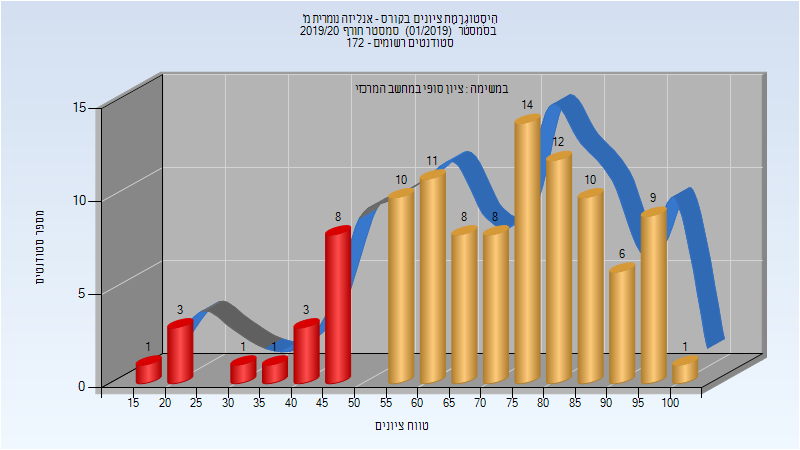 היסטוגרמת ציונים בקורס - אנליזה נומרית מ'
בסמסטר (01/2019) סמסטר חורף 2019/20
סטודנטים רשומים - 172
במשימה : ציון סופי במחשב המרכזי
מספר סטודנטים
15
10
5
0
1
3
1
1
3
8
10
11
8
8
14
12
10
6
9
1
15 20 25 30 35 40 45 50 55 60 65 70 75 80 85 90 95 100
טווח ציונים